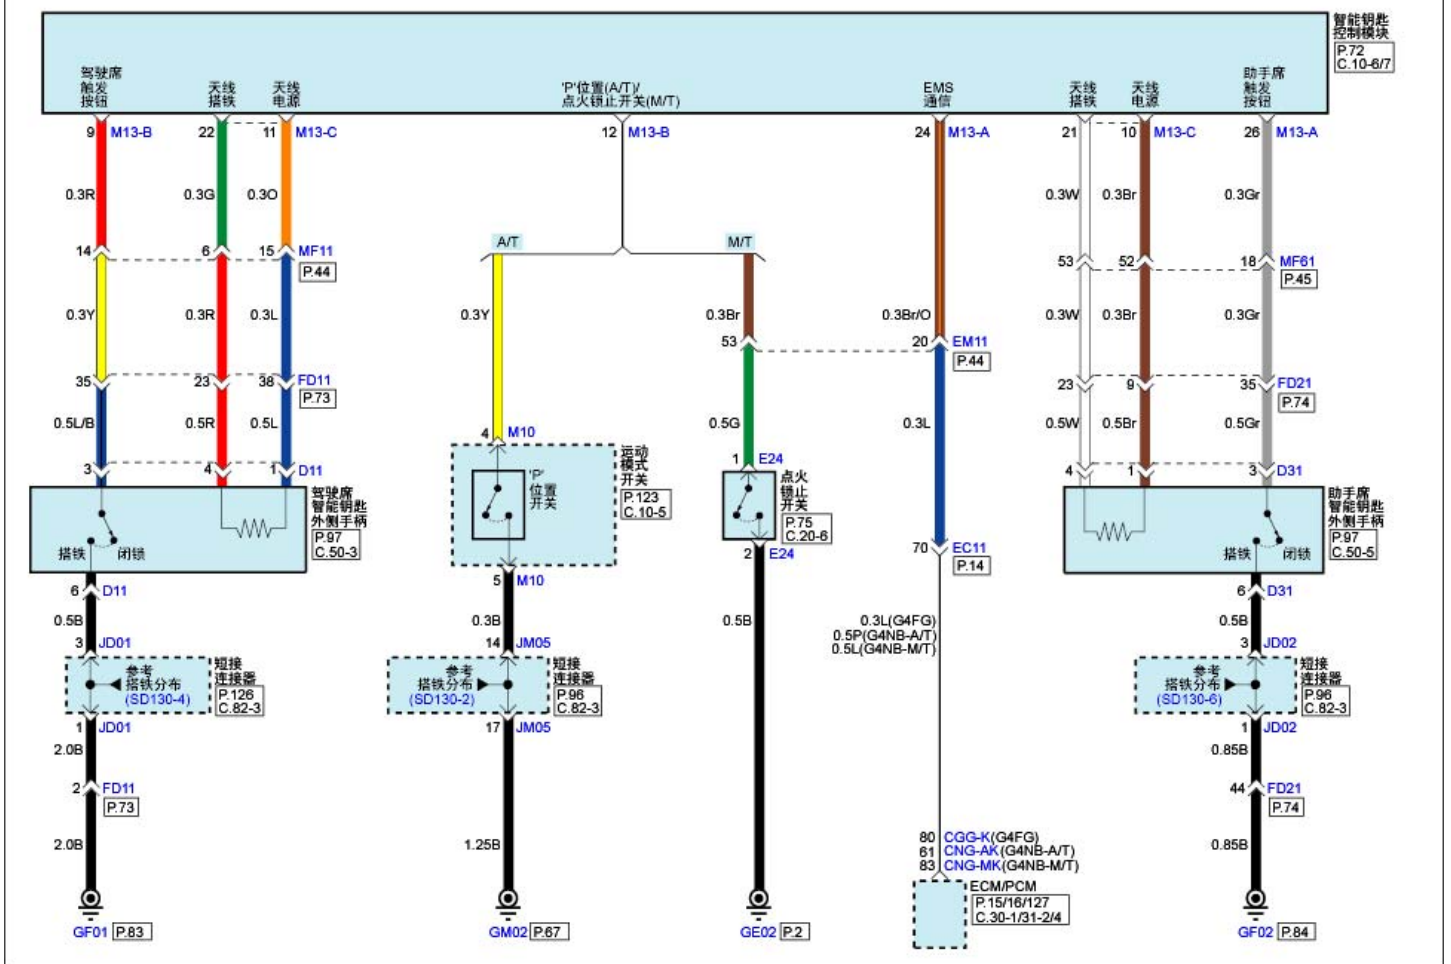 智能钥匙
控制模块
P.72
C.10-6/7
驾驶席
触发
按钮
天线
搭铁
天线
电源
'P'位置(A/T)/
点火锁止开关(M/T)
EMS
通信
天线
搭铁
天线
电源
助手席
触发
按钮
9 M13-B 22 11 M13-C 12 M13-B 24 M13-A 21 10 M13-C 26 M13-A
0.3R 0.3G 0.3O 0.3W 0.3Br 0.3Gr
A/T M/T
14 6 15 MF11 53 52 18 MF61
P.44 P.45
0.3Y 0.3R 0.3L 0.3Y 0.3Br 0.3Br/O 0.3W 0.3Br 0.3Gr
53 20 EM11
P.44
35 23 38 FD11 23 9 35 FD21
P.73 P.74
0.5L/B 0.5R 0.5L 0.5G 0.3L 0.5W 0.5Br 0.5Gr
4 M10
1 E24
3 4 1 D11 4 1 3 D31
驾驶席
智能钥匙
外侧手柄
P.97
C.50-3
搭铁 闭锁
'P'
位置
开关
运动
模式
开关
P.123
C.10-5
点火
锁止
开关
P.75
C.20-6
2 E24
70 EC11
P.14
助手席
智能钥匙
外侧手柄
P.97
C.50-5
搭铁 闭锁
6 D11 5 M10 6 D31
0.5B 0.3B 0.5B 0.5B
0.3L(G4FG)
0.5P(G4NB-A/T)
0.5L(G4NB-M/T)
3 JD01 14 JM05 3 JD02
参考
搭铁分布
(SD130-4)
短接
连接器
P.126
C.82-3
参考
搭铁分布
(SD130-2)
短接
连接器
P.96
C.82-3
参考
搭铁分布
(SD130-6)
短接
连接器
P.96
C.82-3
1 JD01 17 JM05 1 JD02
2.0B 0.85B
2 FD11 44 FD21
P.73 P.74
2.0B 1.25B 0.85B
80 CGG-K(G4FG)
61 CNG-AK(G4NB-A/T)
83 CNG-MK(G4NB-M/T)
ECM/PCM
P.15/16/127
C.30-1/31-2/4
GF01 P.83 GM02 P.67 GE02 P.2 GF02 P.84